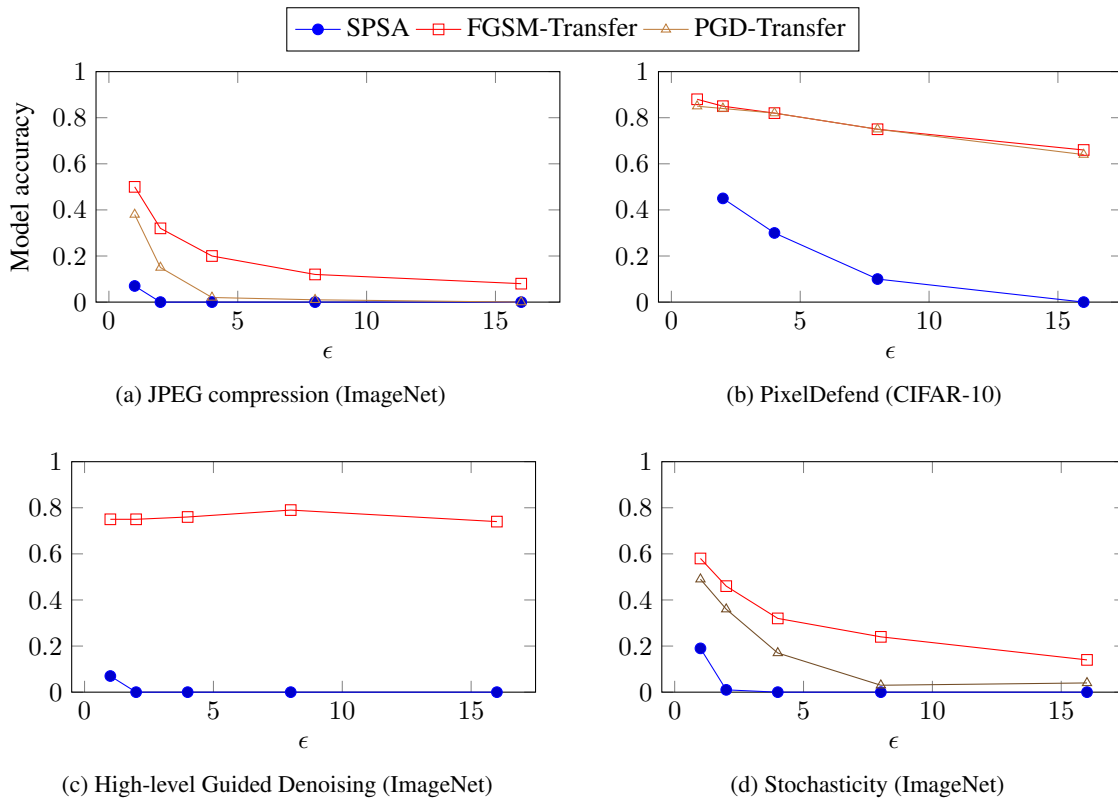 SPSA FGSM-Transfer PGD-Transfer
Model accuracy
1
0.8
0.6
0.4
0.2
0
0 5 10 15
ϵ
(a) JPEG compression (ImageNet)
1
0.8
0.6
0.4
0.2
0
0 5 10 15
ϵ
(b) PixelDefend (CIFAR-10)
1
0.8
0.6
0.4
0.2
0
0 5 10 15
ϵ
(c) High-level Guided Denoising (ImageNet)
1
0.8
0.6
0.4
0.2
0
0 5 10 15
ϵ
(d) Stochasticity (ImageNet)